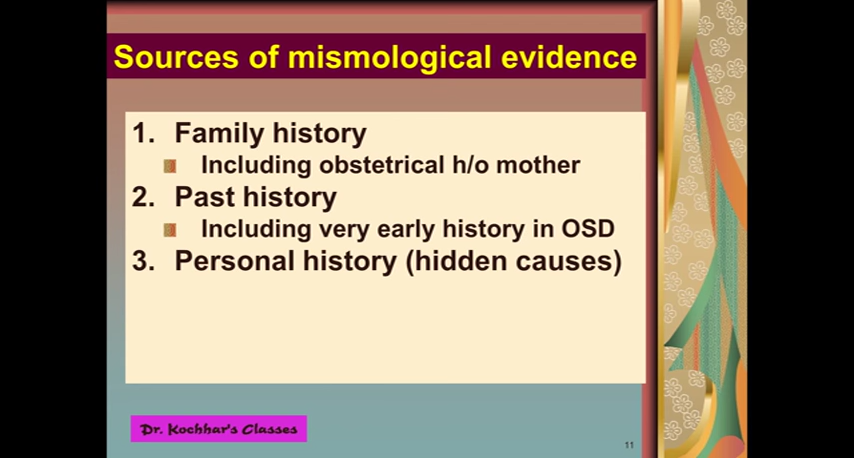 Sources of mismological evidence
1. Family history
Including obstetrical h/o mother
2. Past history
Including very early history in OSD
3. Personal history (hidden causes)
Dr. Kochhar's Classes
11